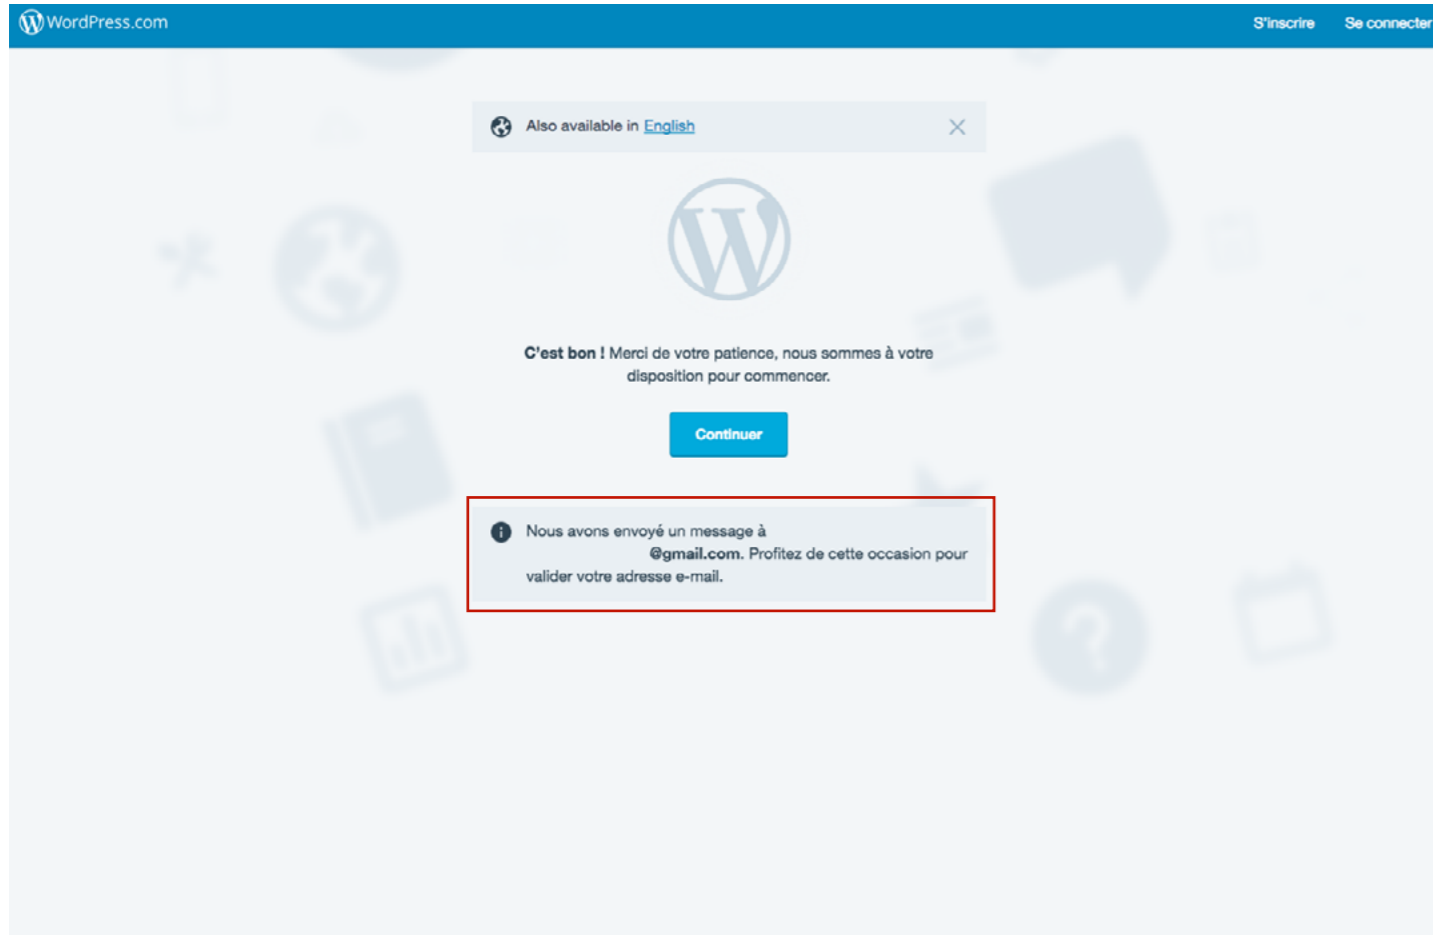 WordPress.com
S'inscrire
Se connecter
Also available in English
C'est bon ! Merci de votre patience, nous sommes à votre
disposition pour commencer.
Continuer
Nous avons envoyé un message à
@gmail.com. Profitez de cette occasion pour
valider votre adresse e-mail.